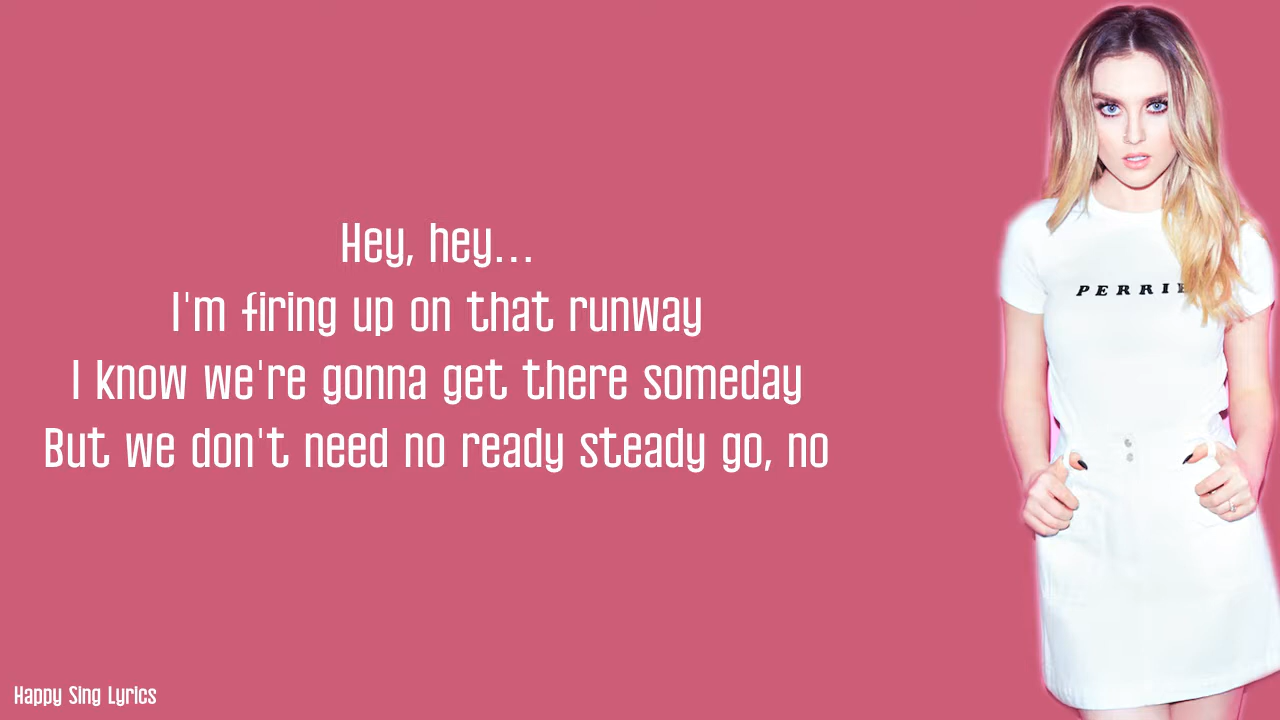 Hey, hey...
I'm firing up on that runway
I know we're gonna get there someday
But we don't need no ready steady go, no
PERRIE
Happy Sing Lyrics